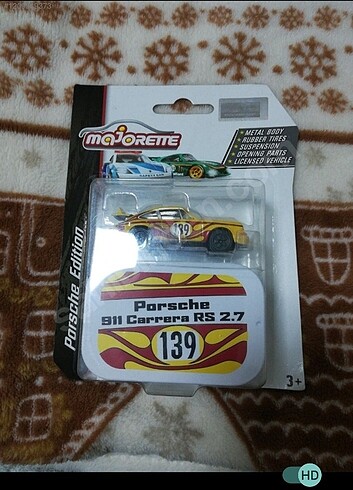 majorette
METAL BODY
RUBBER TIRES
SUSPENSION
OPENING PARTS
LICENSED VEHICLE
Porsche Edition
139
Porsche
911 Carrera RS 2.7
139
3+
HD